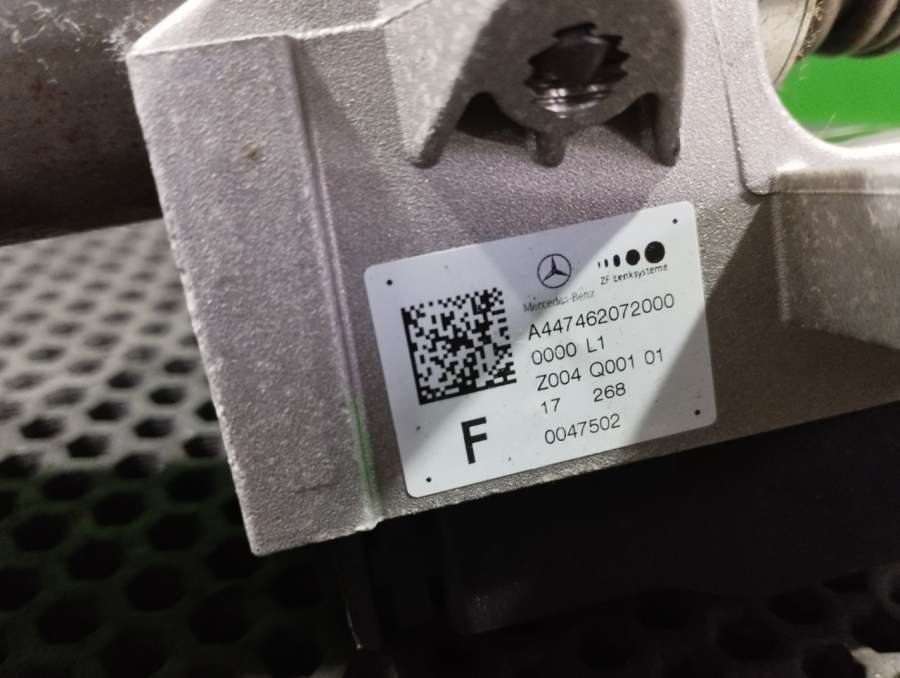 Mercedes-Benz
ZF Lenksysteme
A447462072000
0000 L1
Z004 Q001 01
17 268
0047502
F